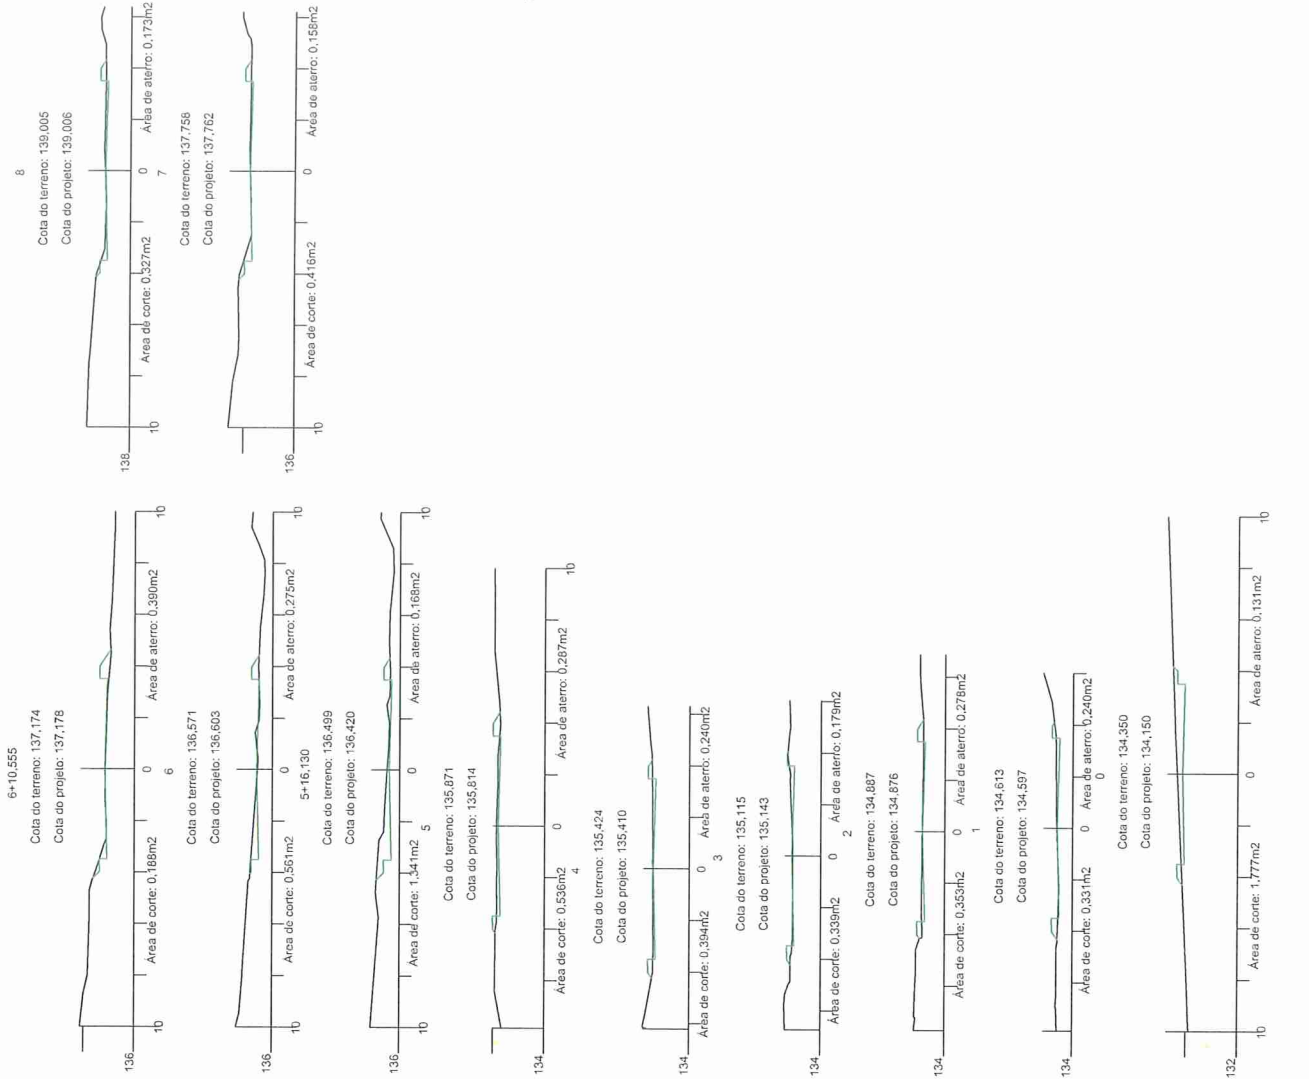 6+10,555
Cota do terreno: 137,174
Cota do projeto: 137,178
136
Área de corte: 0,188m2
Área de aterro: 0,390m2
10
0
10
6
Cota do terreno: 136,571
Cota do projeto: 136,603
136
Área de corte: 0,561m2
Área de aterro: 0,275m2
10
0
10
5+16,130
Cota do terreno: 136,499
Cota do projeto: 136,420
136
Área de corte: 1,341m2
Área de aterro: 0,168m2
10
0
10
5
Cota do terreno: 135,871
Cota do projeto: 135,814
134
Área de corte: 0,536m2
Área de aterro: 0,287m2
0
10
4
Cota do terreno: 135,424
Cota do projeto: 135,410
134
Área de corte: 0,394m2
Área de aterro: 0,240m2
0
3
Cota do terreno: 135,115
Cota do projeto: 135,143
134
Área de corte: 0,339m2
Área de aterro: 0,179m2
0
2
Cota do terreno: 134,887
Cota do projeto: 134,876
134
Área de corte: 0,353m2
Área de aterro: 0,278m2
0
1
Cota do terreno: 134,613
Cota do projeto: 134,597
134
Área de corte: 0,331m2
Área de aterro: 0,240m2
0
0
Cota do terreno: 134,350
Cota do projeto: 134,150
132
Área de corte: 1,777m2
Área de aterro: 0,131m2
10
0
10
8
Cota do terreno: 139,005
Cota do projeto: 139,006
138
Área de corte: 0,327m2
Área de aterro: 0,173m2
10
0
7
Cota do terreno: 137,758
Cota do projeto: 137,762
136
Área de corte: 0,416m2
Área de aterro: 0,158m2
10
0